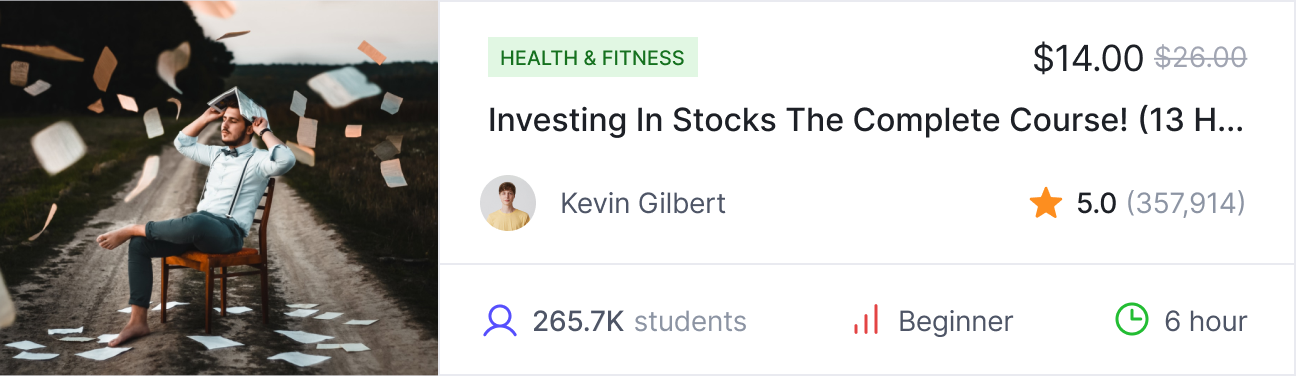 HEALTH & FITNESS
$14.00 $26.00
Investing In Stocks The Complete Course! (13 H...
Kevin Gilbert
5.0 (357,914)
265.7K students
Beginner
6 hour